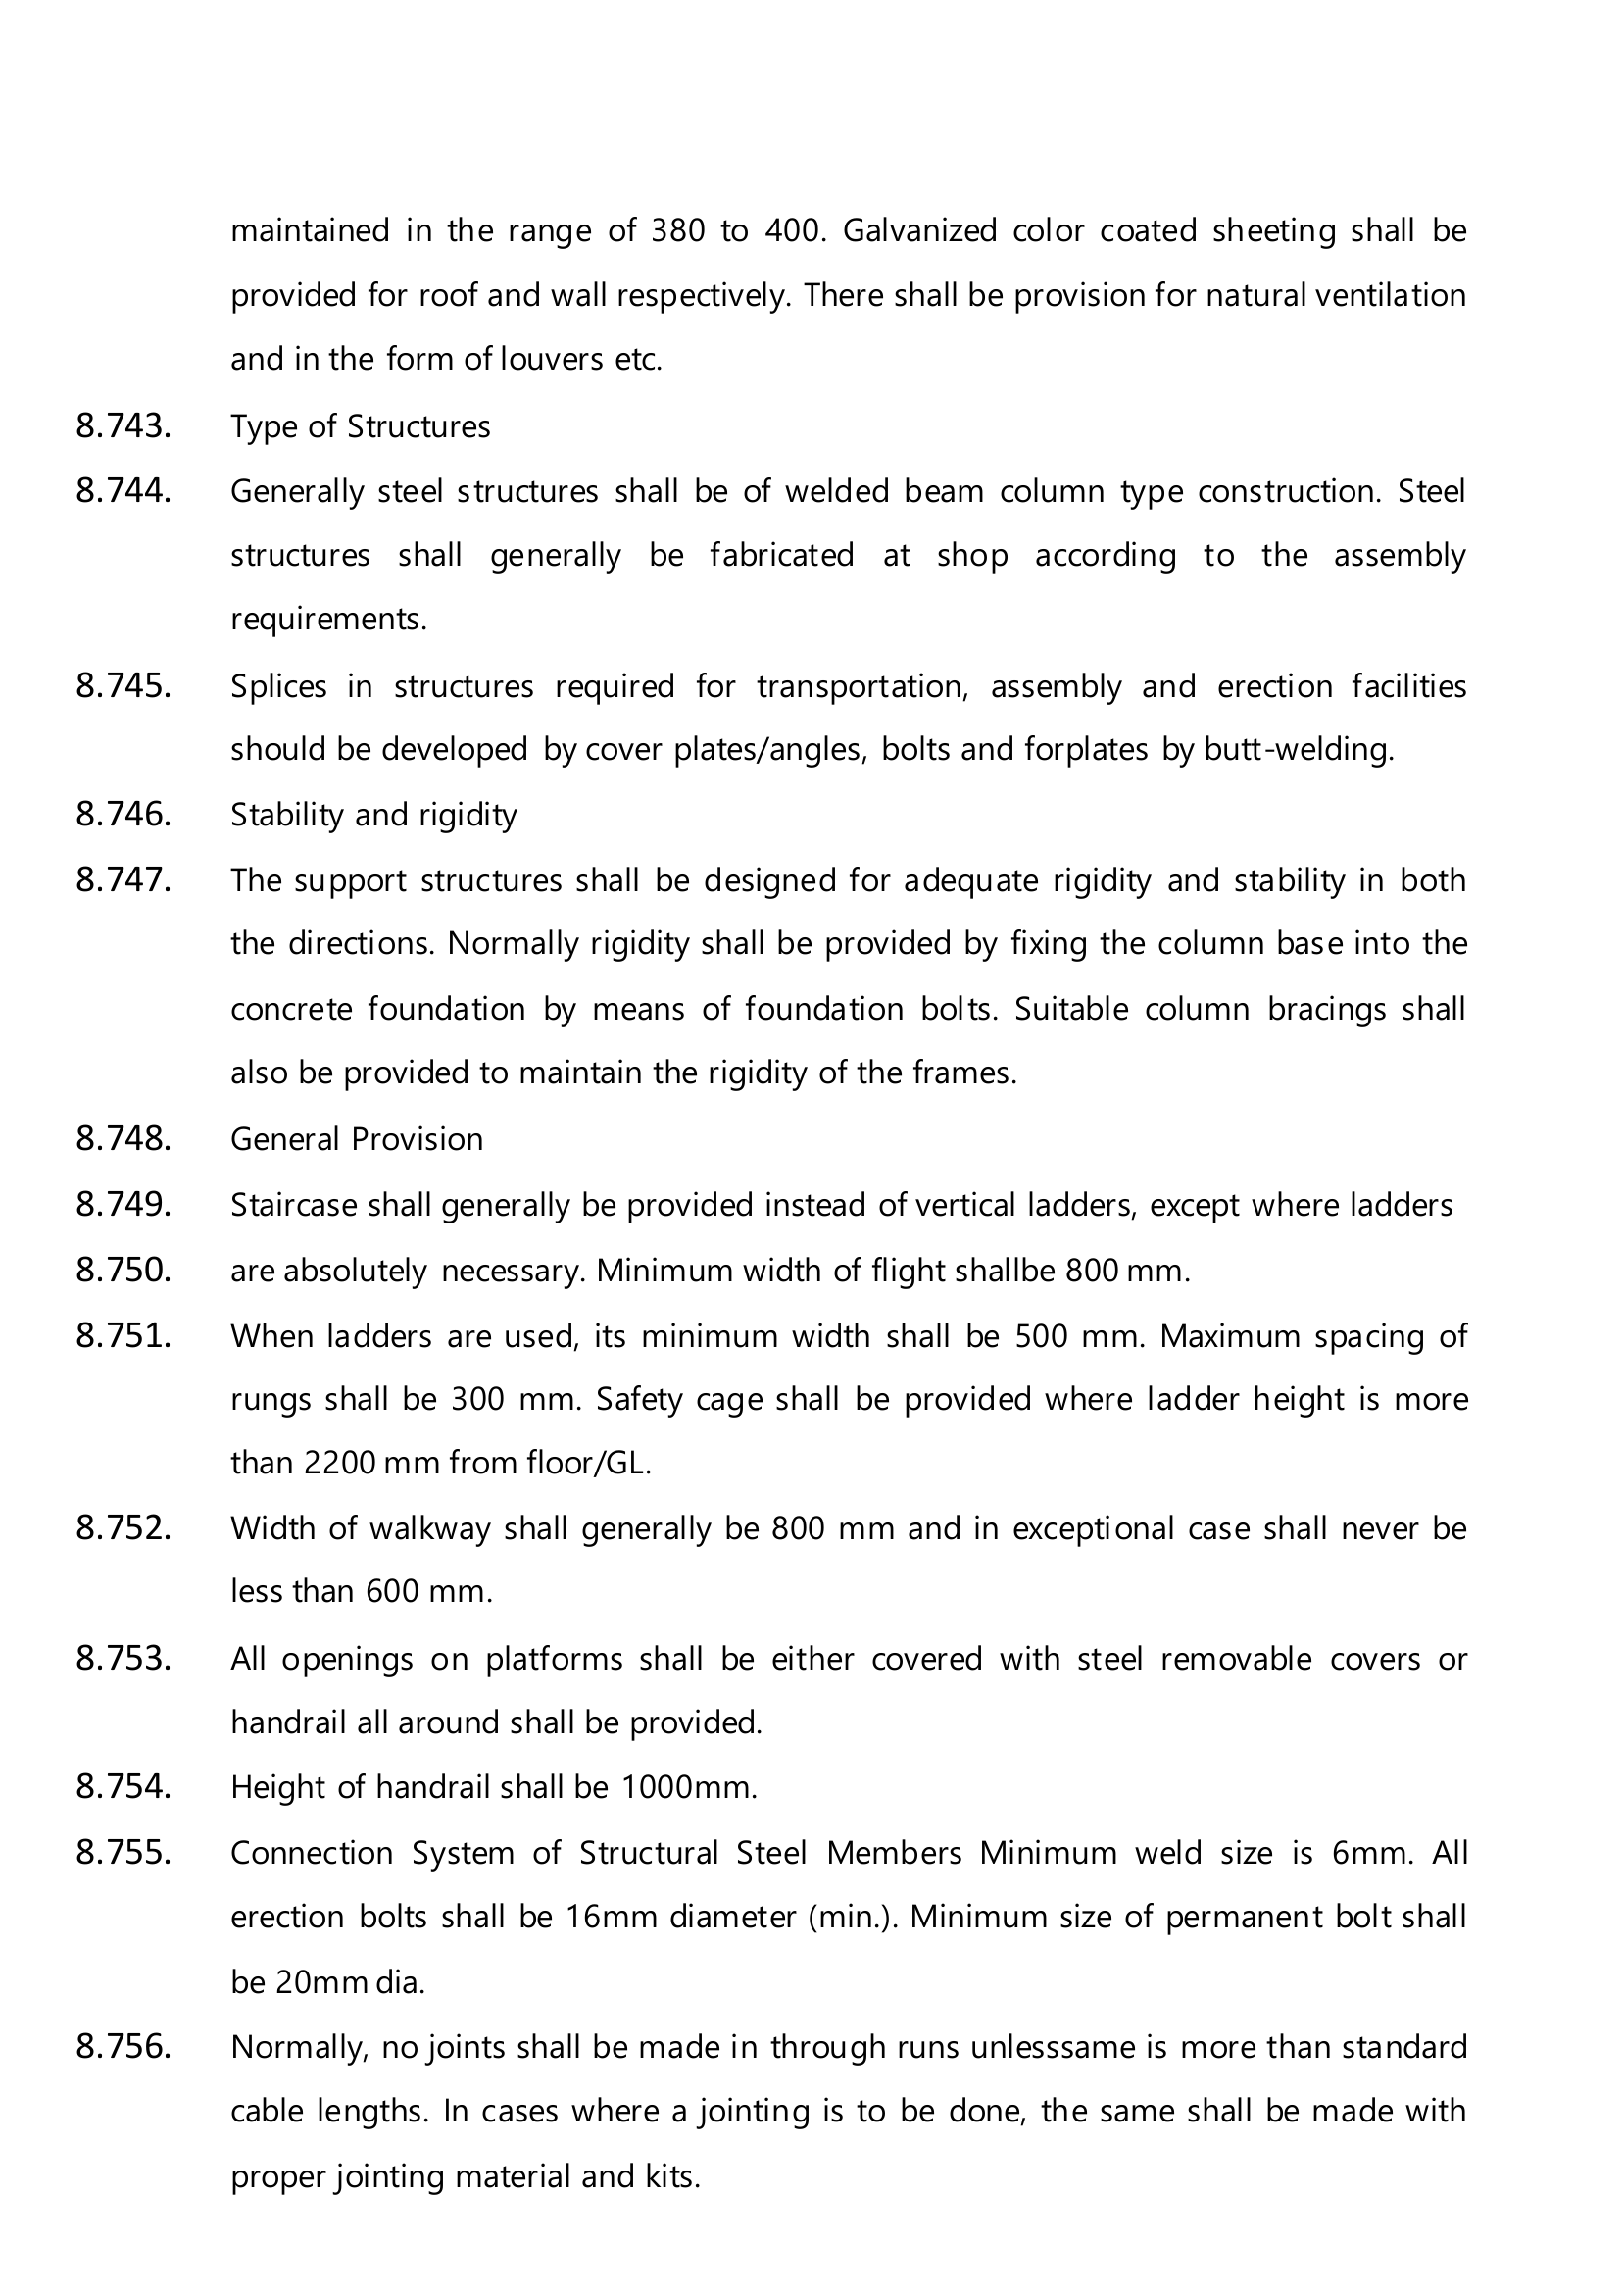 maintained in the range of 380 to 400. Galvanized color coated sheeting shall be
provided for roof and wall respectively. There shall be provision for natural ventilation
and in the form of louvers etc.
8.743. Type of Structures
8.744. Generally steel structures shall be of welded beam column type construction. Steel
structures shall generally be fabricated at shop according to the assembly
requirements.
8.745. Splices in structures required for transportation, assembly and erection facilities
should be developed by cover plates/angles, bolts and forplates by butt-welding.
8.746. Stability and rigidity
8.747. The support structures shall be designed for adequate rigidity and stability in both
the directions. Normally rigidity shall be provided by fixing the column base into the
concrete foundation by means of foundation bolts. Suitable column bracings shall
also be provided to maintain the rigidity of the frames.
8.748. General Provision
8.749. Staircase shall generally be provided instead of vertical ladders, except where ladders
8.750. are absolutely necessary. Minimum width of flight shallbe 800 mm.
8.751. When ladders are used, its minimum width shall be 500 mm. Maximum spacing of
rungs shall be 300 mm. Safety cage shall be provided where ladder height is more
than 2200 mm from floor/GL.
8.752. Width of walkway shall generally be 800 mm and in exceptional case shall never be
less than 600 mm.
8.753. All openings on platforms shall be either covered with steel removable covers or
handrail all around shall be provided.
8.754. Height of handrail shall be 1000mm.
8.755. Connection System of Structural Steel Members Minimum weld size is 6mm. All
erection bolts shall be 16mm diameter (min.). Minimum size of permanent bolt shall
be 20mm dia.
8.756. Normally, no joints shall be made in through runs unlesssame is more than standard
cable lengths. In cases where a jointing is to be done, the same shall be made with
proper jointing material and kits.